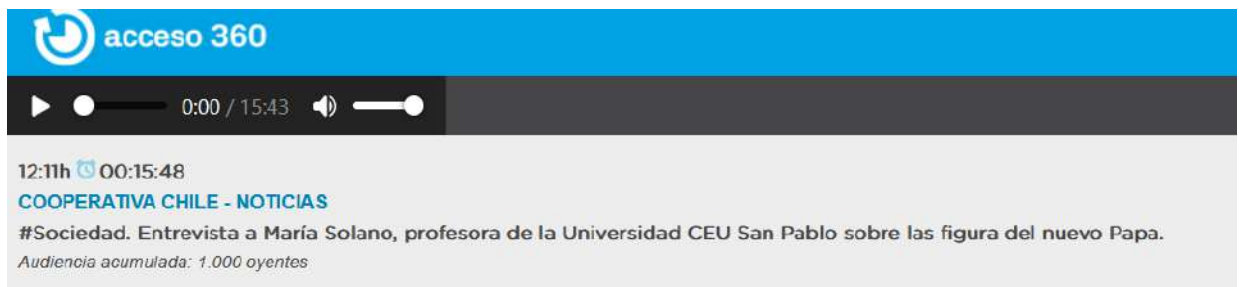 acceso 360
0:00 / 15:43
12:11h 00:15:48
COOPERATIVA CHILE - NOTICIAS
#Sociedad. Entrevista a María Solano, profesora de la Universidad CEU San Pablo sobre las figura del nuevo Papa.
Audiencia acumulada: 1.000 oyentes